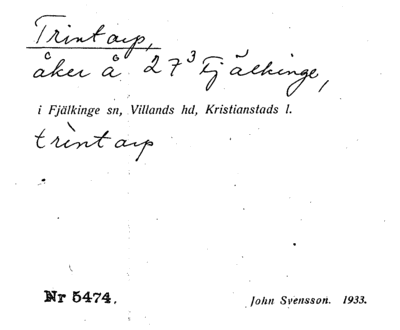 Trintarp,
åker å 27³ Fjälkinge,
i Fjälkinge sn, Villands hd, Kristianstads l.
trìntarp
Nr 5474.
John Svensson. 1933.